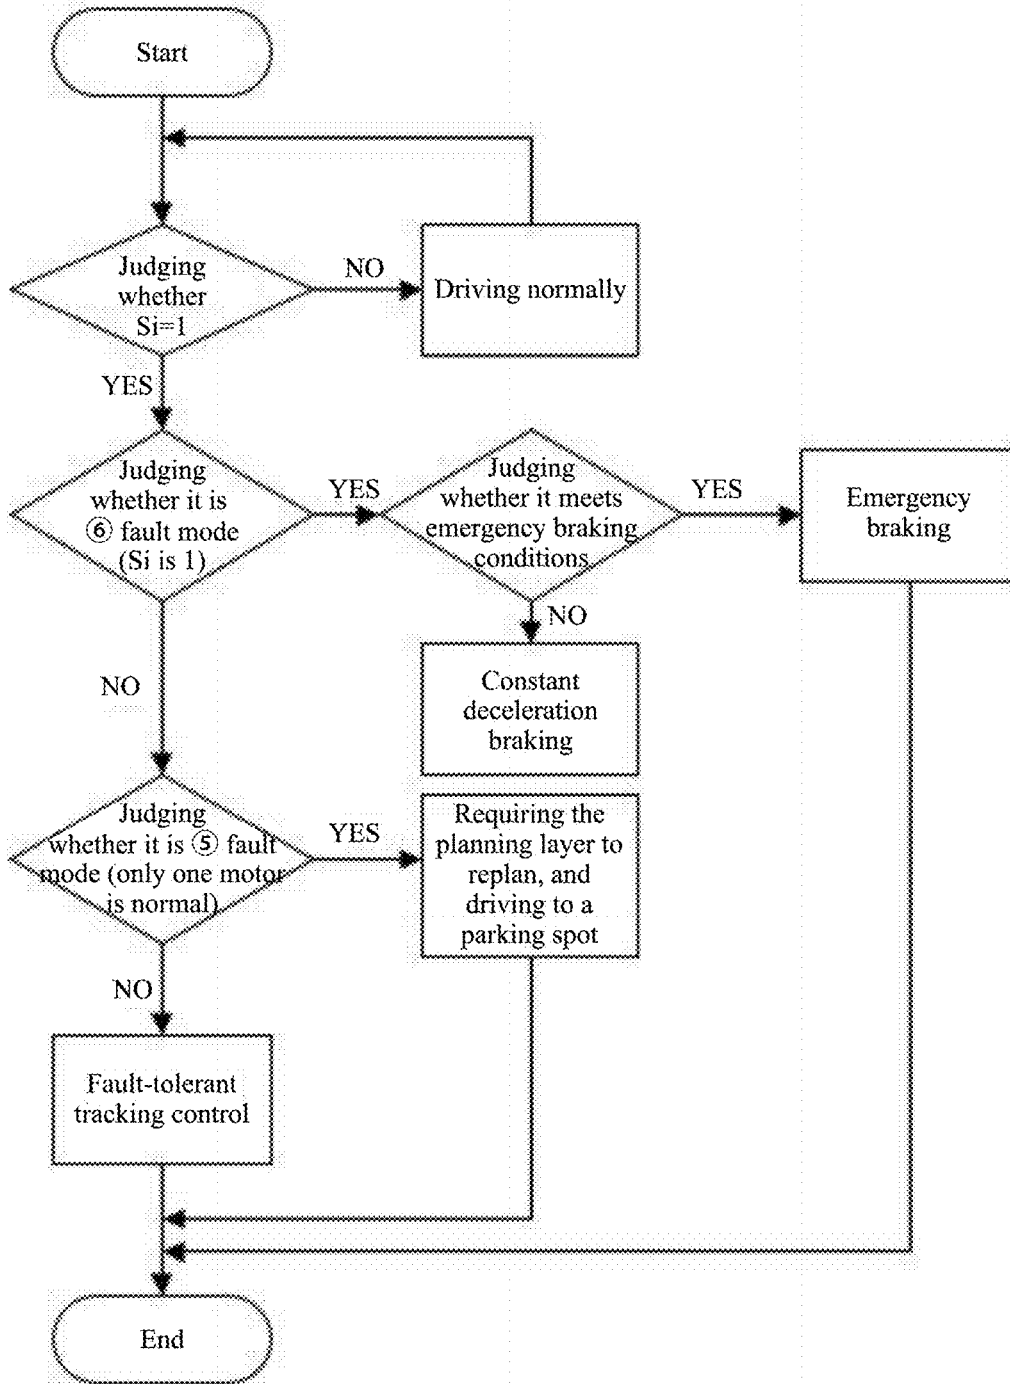 Start
Judging
whether
Si=1
NO
Driving normally
YES
Judging
whether it is
⑥ fault mode
(Si is 1)
YES
Judging
whether it meets
emergency braking
conditions
YES
Emergency
braking
NO
Constant
deceleration
braking
NO
Judging
whether it is ⑤ fault
mode (only one motor
is normal)
YES
Requiring the
planning layer to
replan, and
driving to a
parking spot
NO
Fault-tolerant
tracking control
End